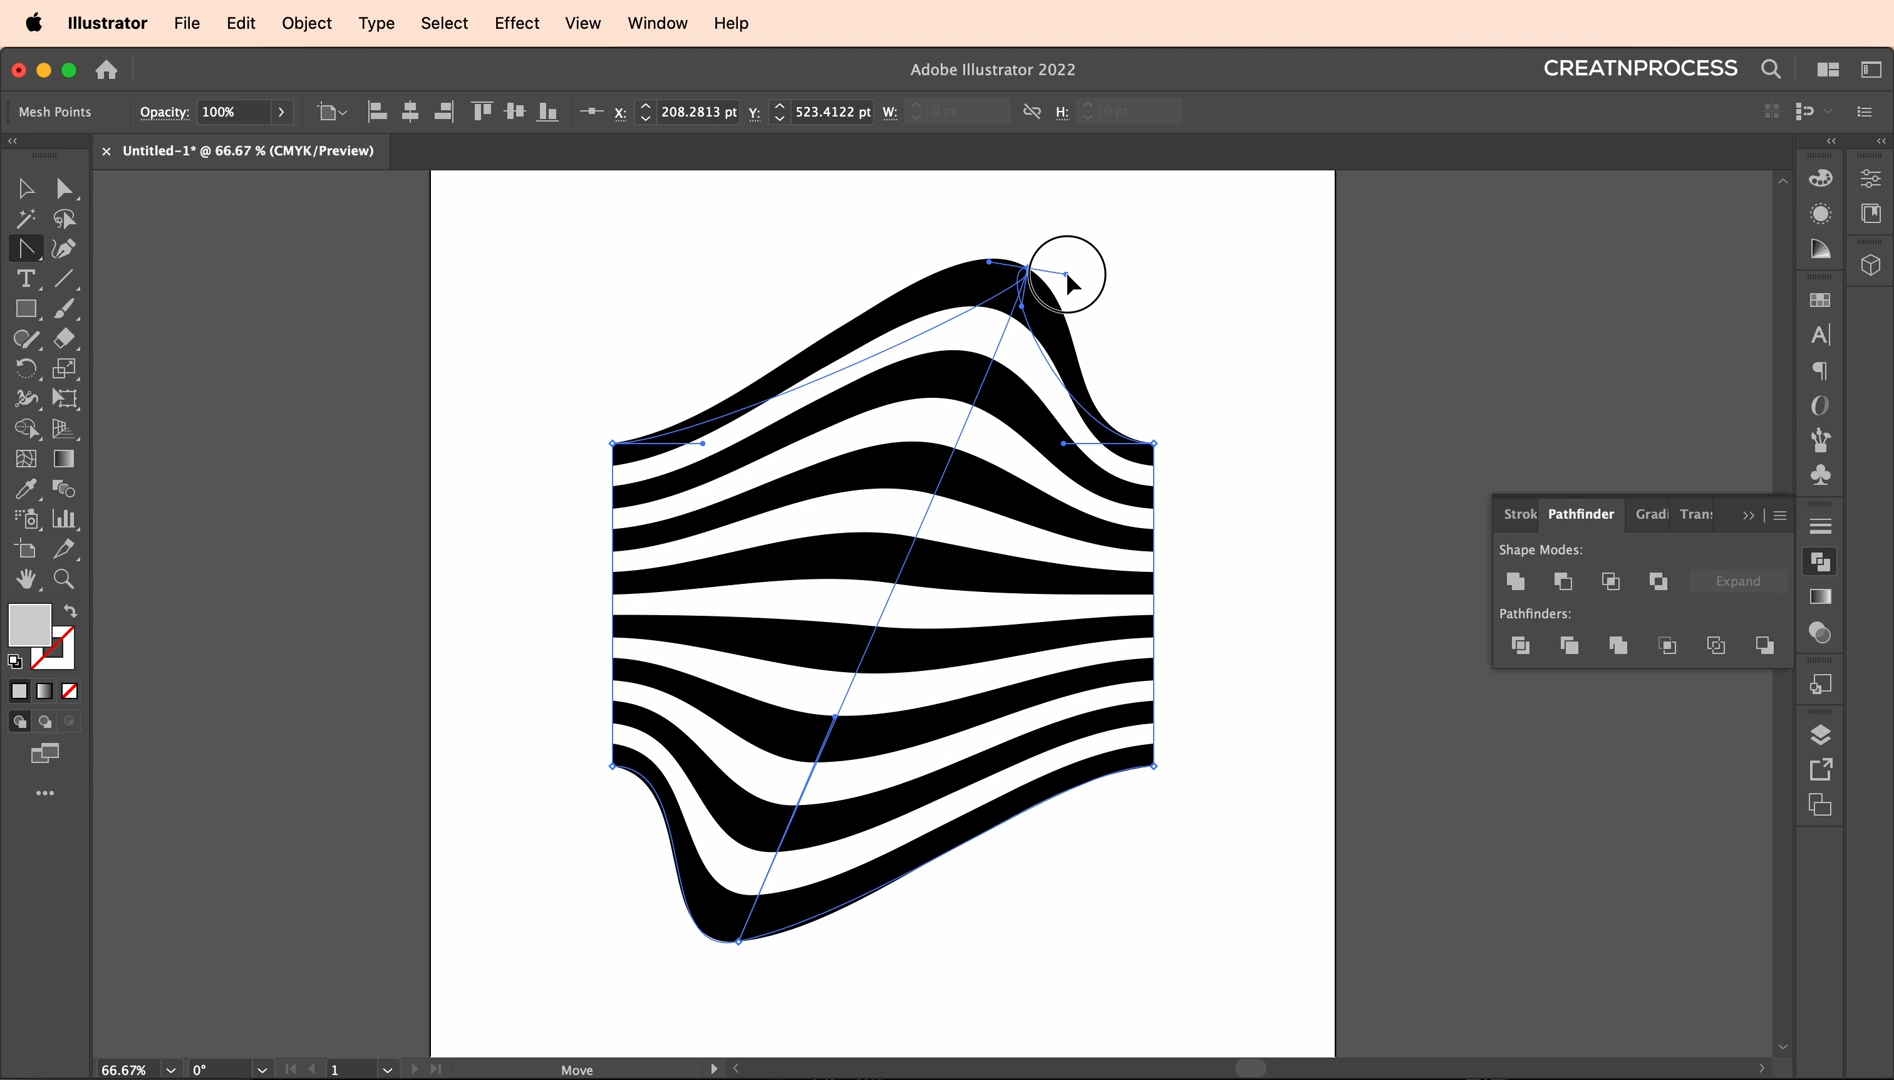 Illustrator File Edit Object Type Select Effect View Window Help
Adobe Illustrator 2022
CREATNPROCESS
Mesh Points Opacity: 100% X: 208.2813 pt Y: 523.4122 pt W: 0 pt H: 0 pt
Untitled-1* @ 66.67 % (CMYK/Preview)
Strok Pathfinder Gradi Trans
Shape Modes:
Expand
Pathfinders:
66.67% 0° 1 Move